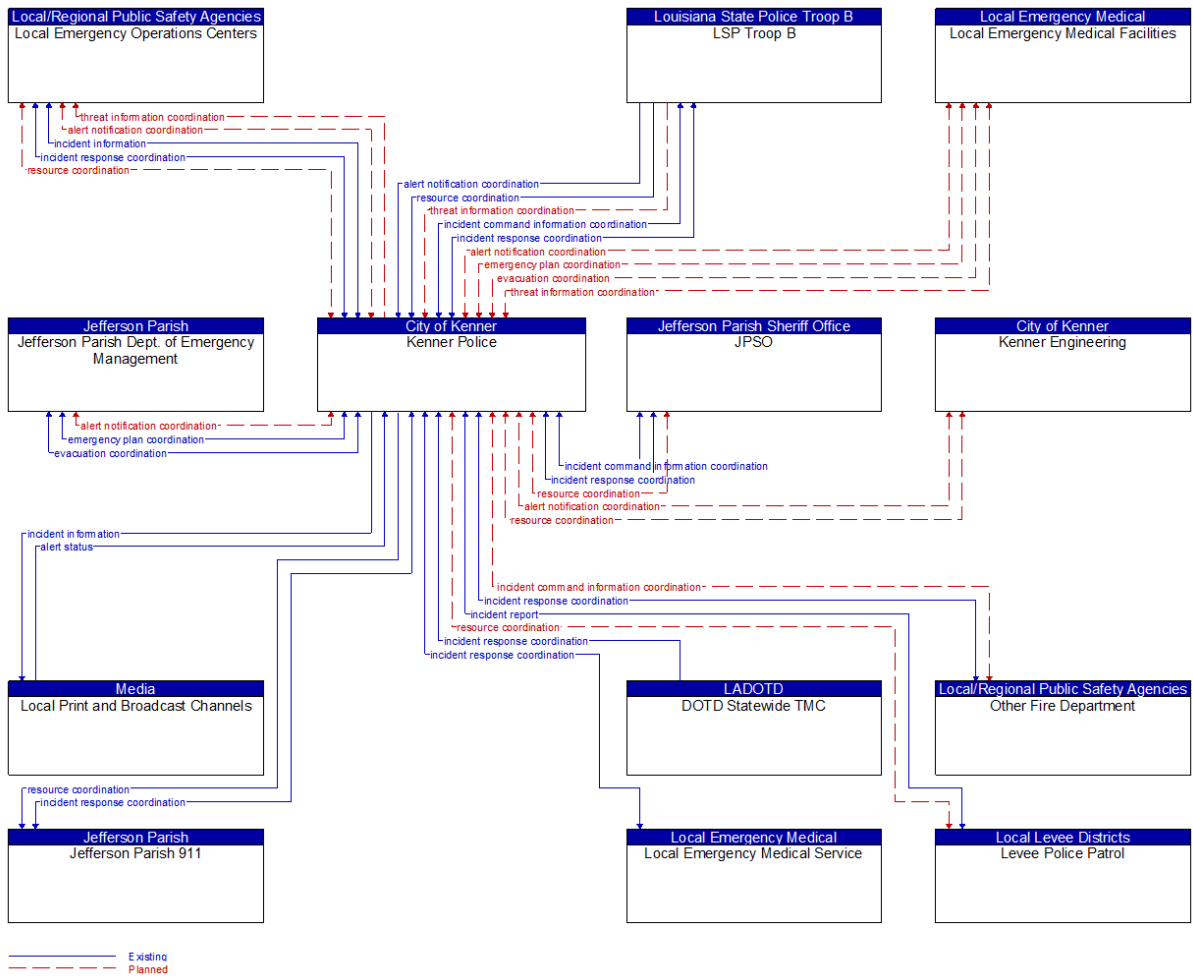 Local/Regional Public Safety Agencies
Local Emergency Operations Centers
Louisiana State Police Troop B
LSP Troop B
Local Emergency Medical
Local Emergency Medical Facilities
threat information coordination
alert notification coordination
incident information
incident response coordination
resource coordination
alert notification coordination
resource coordination
threat information coordination
incident command information coordination
incident response coordination
alert notification coordination
emergency plan coordination
evacuation coordination
threat information coordination
Jefferson Parish
Jefferson Parish Dept. of Emergency
Management
City of Kenner
Kenner Police
Jefferson Parish Sheriff Office
JPSO
City of Kenner
Kenner Engineering
alert notification coordination
emergency plan coordination
evacuation coordination
incident command information coordination
incident response coordination
resource coordination
alert notification coordination
resource coordination
incident information
alert status
incident command information coordination
incident response coordination
incident report
resource coordination
incident response coordination
incident response coordination
Media
Local Print and Broadcast Channels
LADOTD
DOTD Statewide TMC
Local/Regional Public Safety Agencies
Other Fire Department
resource coordination
incident response coordination
Jefferson Parish
Jefferson Parish 911
Local Emergency Medical
Local Emergency Medical Service
Local Levee Districts
Levee Police Patrol
Existing
Planned